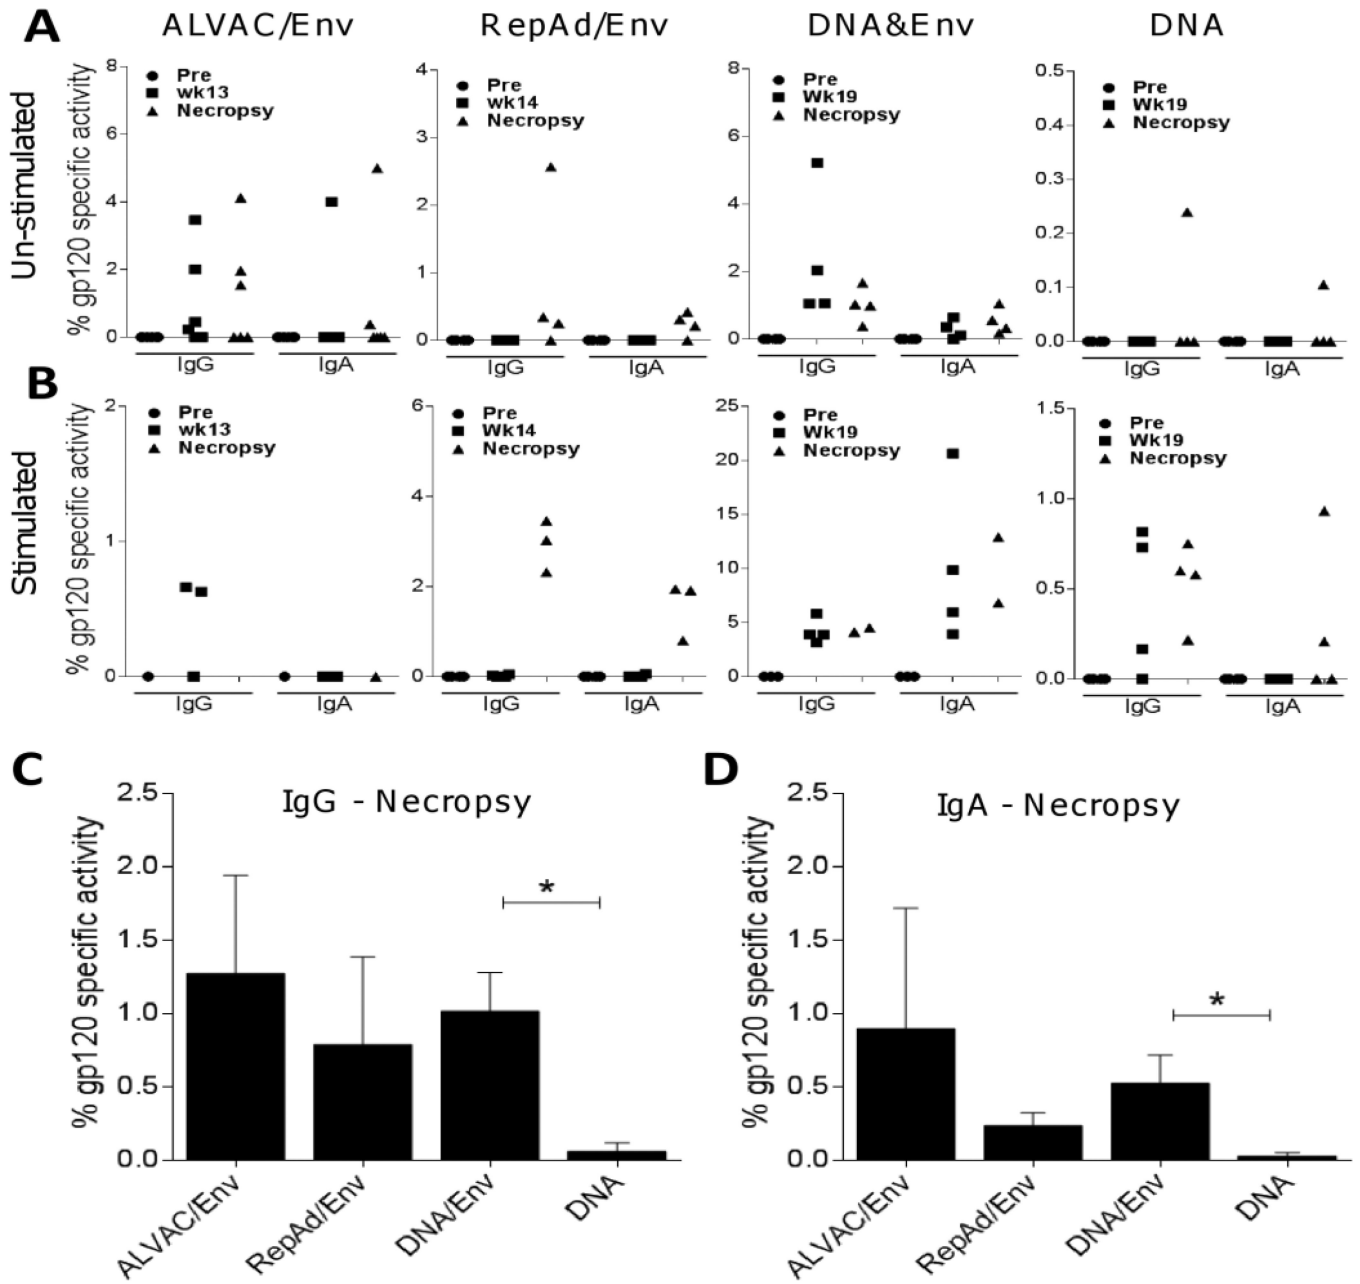 A
ALVAC/Env
RepAd/Env
DNA&Env
DNA
Un-stimulated
% gp120 specific activity
8
6
4
2
0
Pre
wk13
Necropsy
IgG
IgA
4
3
2
1
0
Pre
wk14
Necropsy
IgG
IgA
8
6
4
2
0
Pre
Wk19
Necropsy
IgG
IgA
0.5
0.4
0.3
0.2
0.1
0.0
Pre
Wk19
Necropsy
IgG
IgA
B
Stimulated
% gp120 specific activity
2
1
0
Pre
wk13
Necropsy
IgG
IgA
6
4
2
0
Pre
Wk14
Necropsy
IgG
IgA
25
20
15
10
5
0
Pre
Wk19
Necropsy
IgG
IgA
1.5
1.0
0.5
0.0
Pre
Wk19
Necropsy
IgG
IgA
C
IgG - Necropsy
% gp120 specific activity
2.5
2.0
1.5
1.0
0.5
0.0
*
ALVAC/Env
RepAd/Env
DNA/Env
DNA
D
IgA - Necropsy
% gp120 specific activity
2.5
2.0
1.5
1.0
0.5
0.0
*
ALVAC/Env
RepAd/Env
DNA/Env
DNA